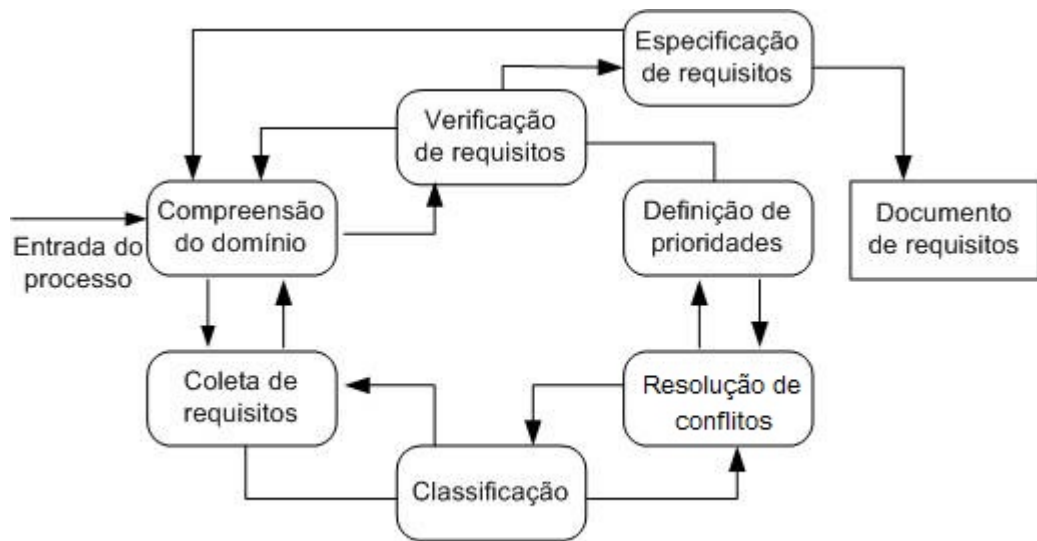 Especificação
de requisitos
Verificação
de requisitos
Compreensão
do domínio
Definição de
prioridades
Documento
de requisitos
Entrada do
processo
Coleta de
requisitos
Resolução de
conflitos
Classificação